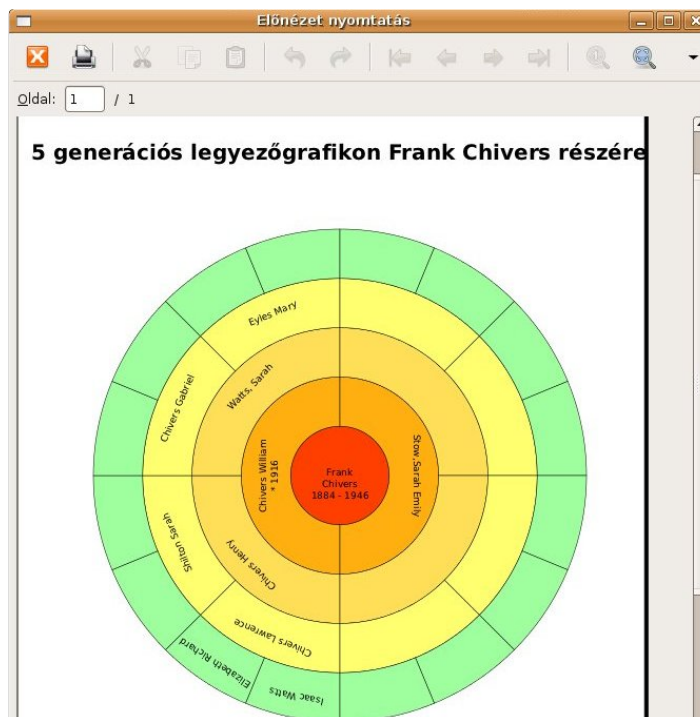 Előnézet nyomtatás
Oldal: 1 / 1
5 generációs legyezőgrafikon Frank Chivers részére
Eyles Mary
Watts, Sarah
Chivers Gabriel
Chivers William
* 1916
Frank
Chivers
1884 - 1946
Stow,Sarah Emily
Shilton Sarah
Chivers Henry
Chivers Lawrence
Elizabeth Richard
Isaac Watts